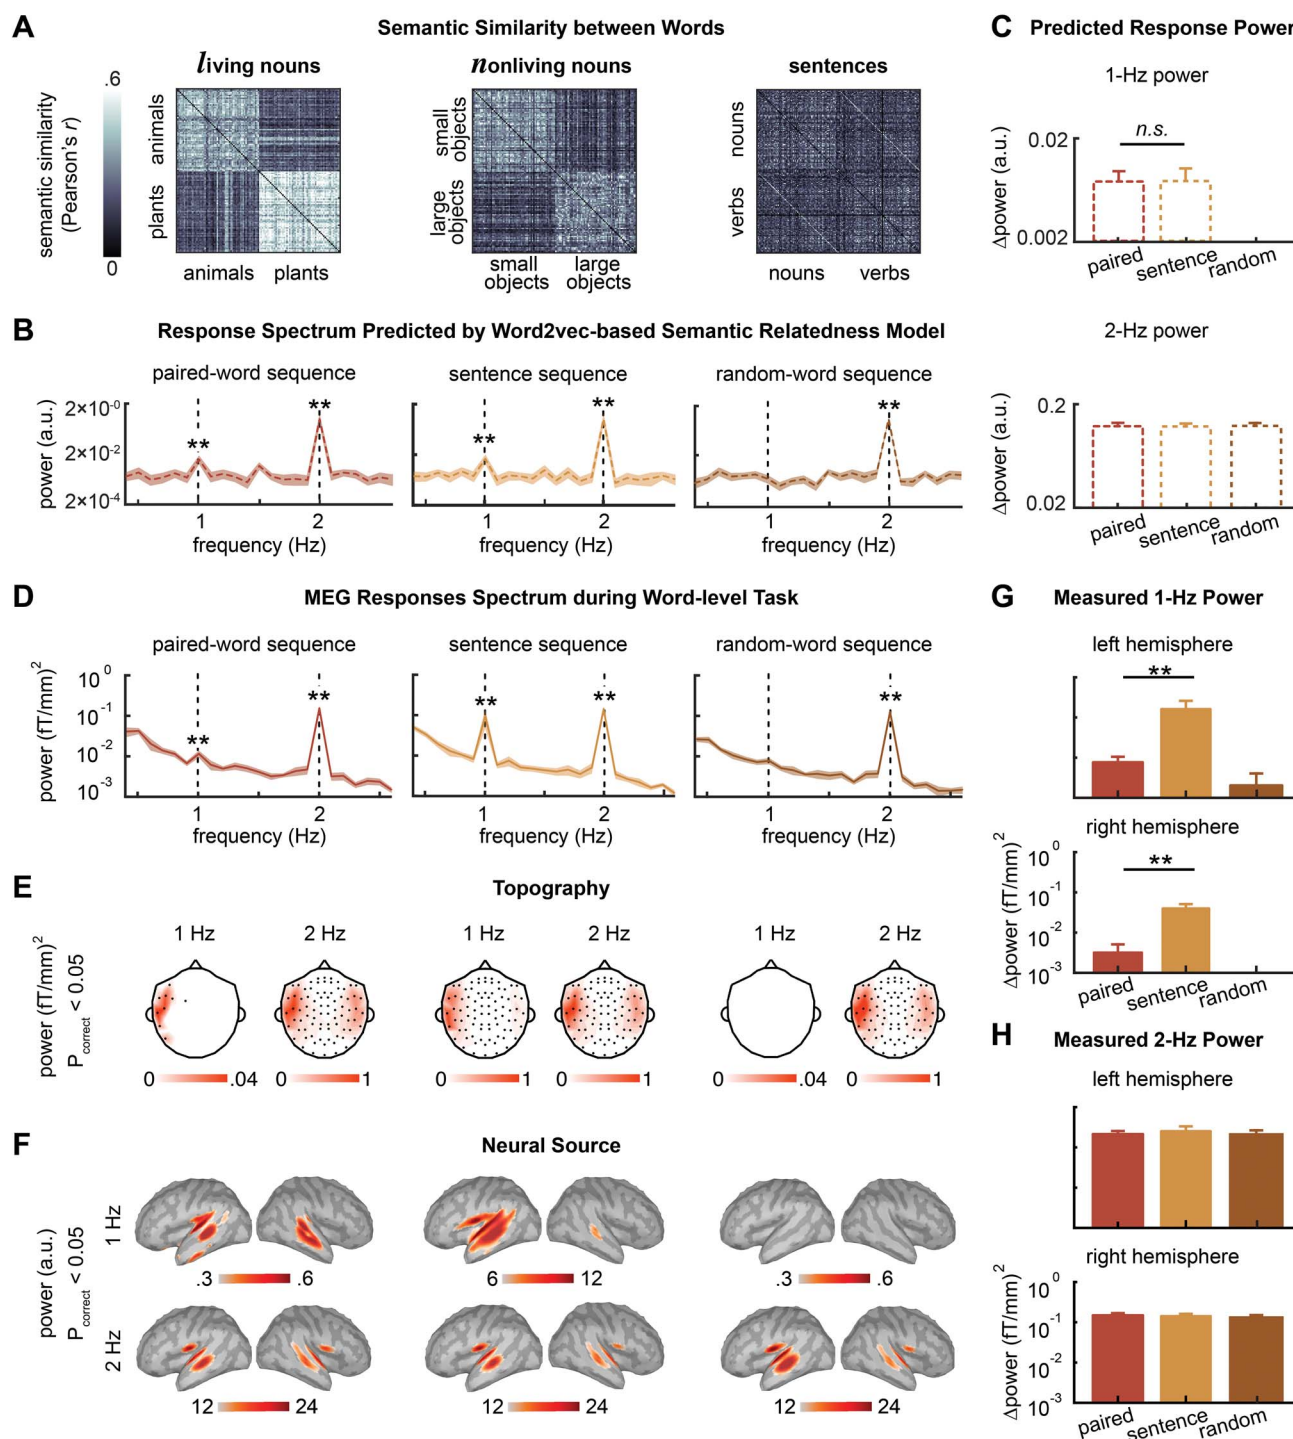 A
Semantic Similarity between Words
living nouns
nonliving nouns
sentences
.6
0
semantic similarity
(Pearson's r)
animals
plants
animals
plants
small
objects
large
objects
small
objects
large
objects
nouns
verbs
nouns
verbs
C
Predicted Response Power
1-Hz power
n.s.
0.02
0.002
Δpower (a.u.)
paired
sentence
random
2-Hz power
0.2
0.02
Δpower (a.u.)
paired
sentence
random
B
Response Spectrum Predicted by Word2vec-based Semantic Relatedness Model
paired-word sequence
sentence sequence
random-word sequence
power (a.u.)
2×10⁻⁰
2×10⁻²
2×10⁻⁴
**
**
**
**
**
1
2
1
2
1
2
frequency (Hz)
frequency (Hz)
frequency (Hz)
D
MEG Responses Spectrum during Word-level Task
paired-word sequence
sentence sequence
random-word sequence
power (fT/mm)²
10⁰
10⁻¹
10⁻²
10⁻³
**
**
**
**
**
1
2
1
2
1
2
frequency (Hz)
frequency (Hz)
frequency (Hz)
E
Topography
power (fT/mm)²
Pcorrect < 0.05
1 Hz
2 Hz
1 Hz
2 Hz
1 Hz
2 Hz
0 .04
0 1
0 1
0 1
0 .04
0 1
F
Neural Source
power (a.u.)
Pcorrect < 0.05
1 Hz
.3 .6
6 12
.3 .6
2 Hz
12 24
12 24
12 24
G
Measured 1-Hz Power
left hemisphere
**
right hemisphere
**
Δpower (fT/mm)²
10⁰
10⁻¹
10⁻²
10⁻³
paired
sentence
random
H
Measured 2-Hz Power
left hemisphere
right hemisphere
Δpower (fT/mm)²
10⁰
10⁻¹
10⁻²
10⁻³
paired
sentence
random